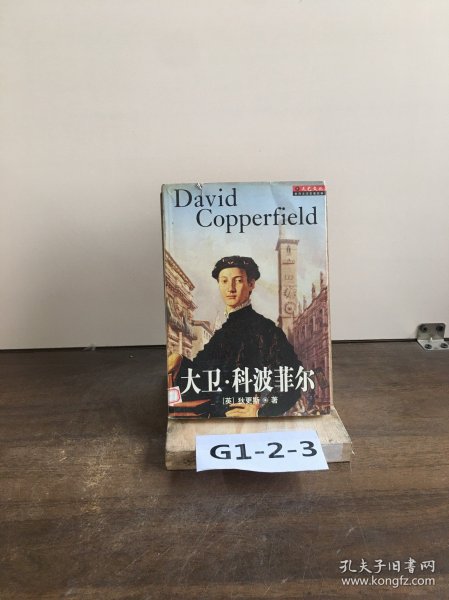 David
Copperfield
大卫·科波菲尔
[英] 狄更斯 著
G1-2-3
孔夫子旧书网
www.kongfz.com